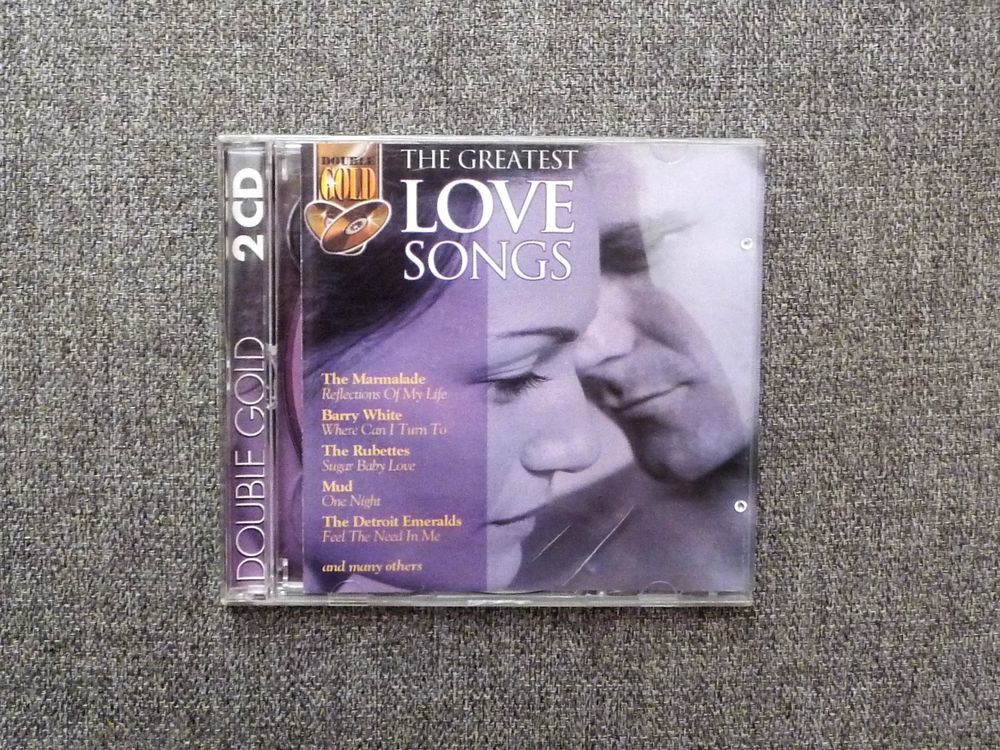 2 CD
DOUBLE GOLD
DOUBLE
GOLD
THE GREATEST
LOVE
SONGS
The Marmalade
Reflections Of My Life
Barry White
Where Can I Turn To
The Rubettes
Sugar Baby Love
Mud
One Night
The Detroit Emeralds
Feel The Need In Me
and many others